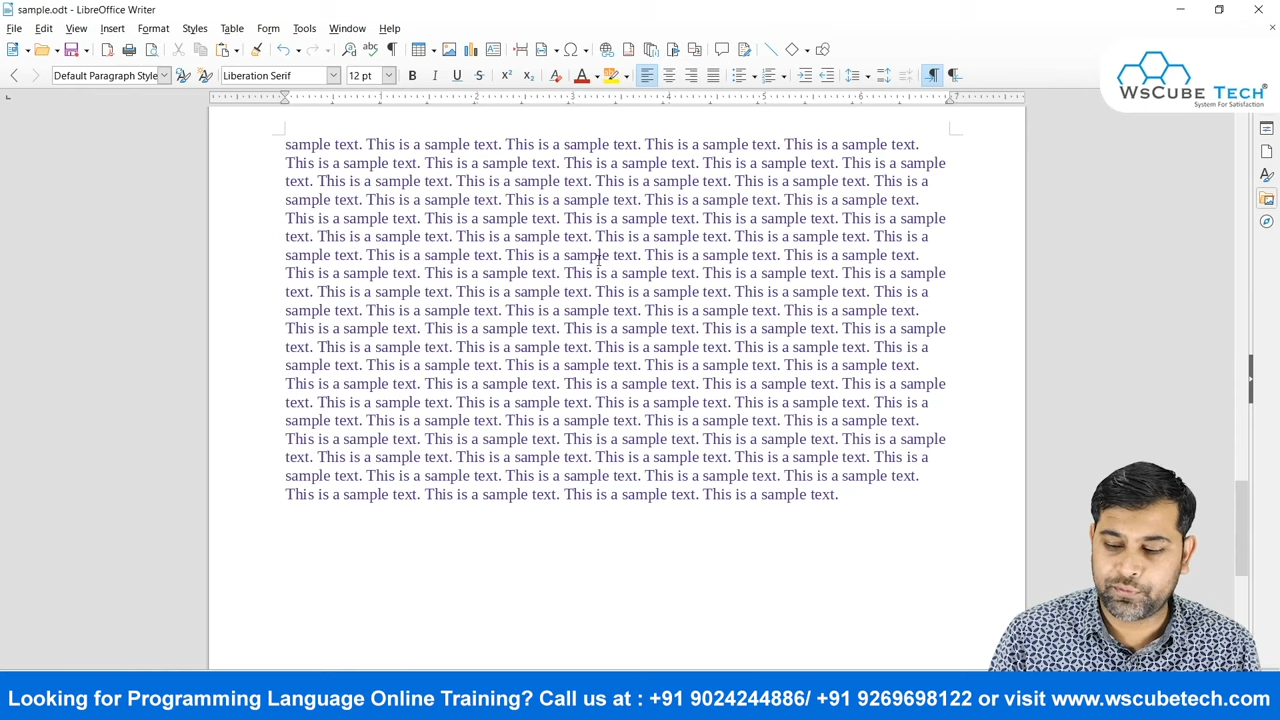 sample.odt - LibreOffice Writer
File Edit View Insert Format Styles Table Form Tools Window Help
Default Paragraph Style Liberation Serif 12 pt
1 2 3 4 5 6 7
WSCUBE TECH®
System For Satisfaction
sample text. This is a sample text. This is a sample text. This is a sample text. This is a sample text.
This is a sample text. This is a sample text. This is a sample text. This is a sample text. This is a sample
text. This is a sample text. This is a sample text. This is a sample text. This is a sample text. This is a
sample text. This is a sample text. This is a sample text. This is a sample text. This is a sample text.
This is a sample text. This is a sample text. This is a sample text. This is a sample text. This is a sample
text. This is a sample text. This is a sample text. This is a sample text. This is a sample text. This is a
sample text. This is a sample text. This is a sample text. This is a sample text. This is a sample text.
This is a sample text. This is a sample text. This is a sample text. This is a sample text. This is a sample
text. This is a sample text. This is a sample text. This is a sample text. This is a sample text. This is a
sample text. This is a sample text. This is a sample text. This is a sample text. This is a sample text.
This is a sample text. This is a sample text. This is a sample text. This is a sample text. This is a sample
text. This is a sample text. This is a sample text. This is a sample text. This is a sample text. This is a
sample text. This is a sample text. This is a sample text. This is a sample text. This is a sample text.
This is a sample text. This is a sample text. This is a sample text. This is a sample text. This is a sample
text. This is a sample text. This is a sample text. This is a sample text. This is a sample text. This is a
sample text. This is a sample text. This is a sample text. This is a sample text. This is a sample text.
This is a sample text. This is a sample text. This is a sample text. This is a sample text. This is a sample
text. This is a sample text. This is a sample text. This is a sample text. This is a sample text. This is a
sample text. This is a sample text. This is a sample text. This is a sample text. This is a sample text.
This is a sample text. This is a sample text. This is a sample text. This is a sample text.
Looking for Programming Language Online Training? Call us at : +91 9024244886/ +91 9269698122 or visit www.wscubetech.com